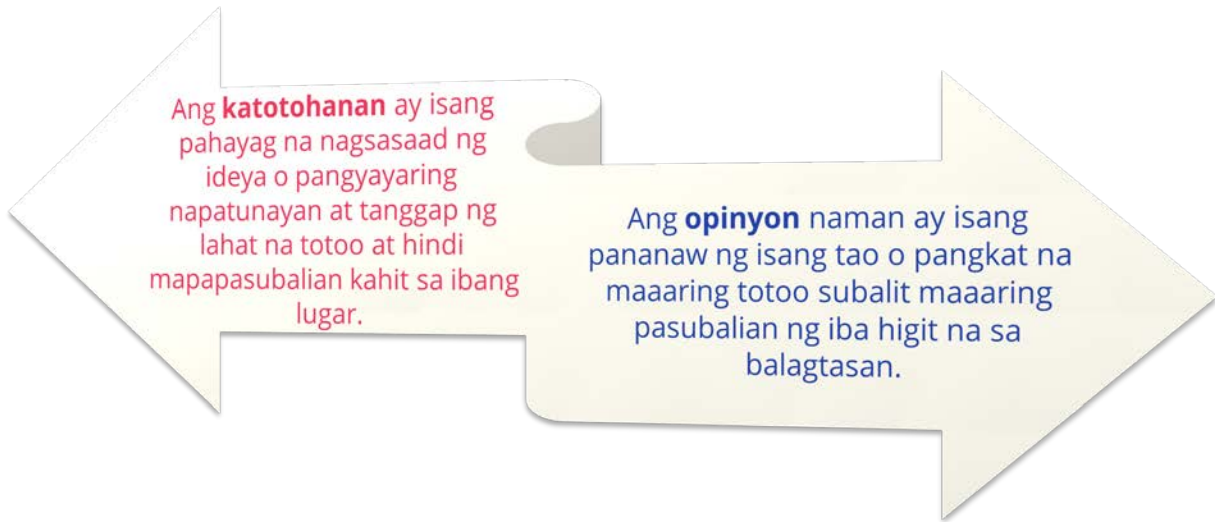 Ang katotohanan ay isang
pahayag na nagsasaad ng
ideya o pangyayaring
napatunayan at tanggap ng
lahat na totoo at hindi
mapapasubalian kahit sa ibang
lugar.
Ang opinyon naman ay isang
pananaw ng isang tao o pangkat na
maaaring totoo subalit maaaring
pasubalian ng iba higit na sa
balagtasan.